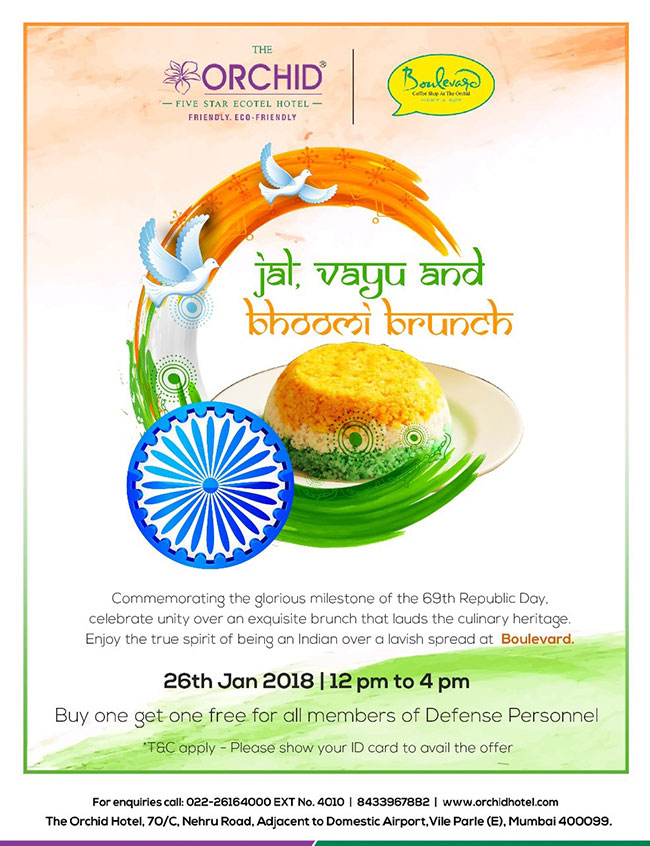 THE
ORCHID®
FIVE STAR ECOTEL HOTEL
FRIENDLY. ECO-FRIENDLY
Boulevard
Coffee Shop At The Orchid
jal, vayu and
bhoomi brunch
Commemorating the glorious milestone of the 69th Republic Day,
celebrate unity over an exquisite brunch that lauds the culinary heritage.
Enjoy the true spirit of being an Indian over a lavish spread at Boulevard.
26th Jan 2018 | 12 pm to 4 pm
Buy one get one free for all members of Defense Personnel
*T&C apply - Please show your ID card to avail the offer
For enquiries call: 022-26164000 EXT No. 4010 | 8433967882 | www.orchidhotel.com
The Orchid Hotel, 70/C, Nehru Road, Adjacent to Domestic Airport,Vile Parle (E), Mumbai 400099.